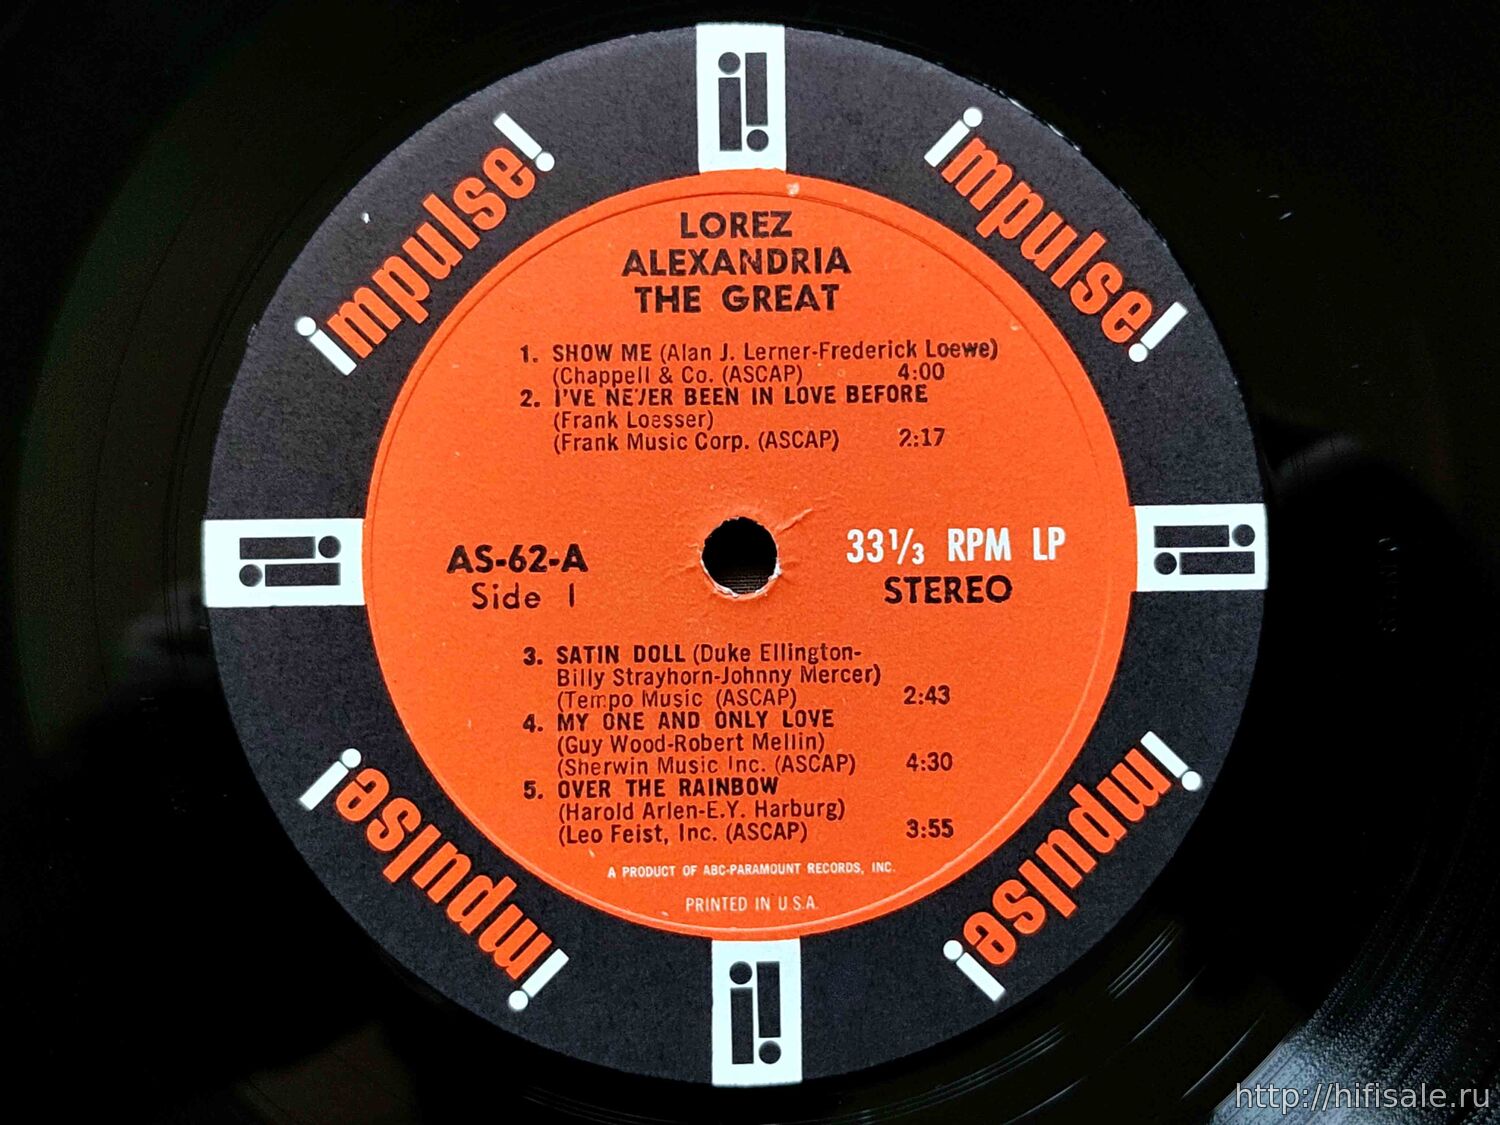 impulse!
impulse!
LOREZ
ALEXANDRIA
THE GREAT
1. SHOW ME (Alan J. Lerner-Frederick Loewe)
(Chappell & Co. (ASCAP) 4:00
2. I'VE NEVER BEEN IN LOVE BEFORE
(Frank Loesser)
(Frank Music Corp. (ASCAP) 2:17
AS-62-A
Side 1
33⅓ RPM LP
STEREO
3. SATIN DOLL (Duke Ellington-
Billy Strayhorn-Johnny Mercer)
(Tempo Music (ASCAP) 2:43
4. MY ONE AND ONLY LOVE
(Guy Wood-Robert Mellin)
(Sherwin Music Inc. (ASCAP) 4:30
5. OVER THE RAINBOW
(Harold Arlen-E.Y. Harburg)
(Leo Feist, Inc. (ASCAP) 3:55
A PRODUCT OF ABC-PARAMOUNT RECORDS, INC.
PRINTED IN U.S.A.
impulse!
impulse!
http://hifisale.ru